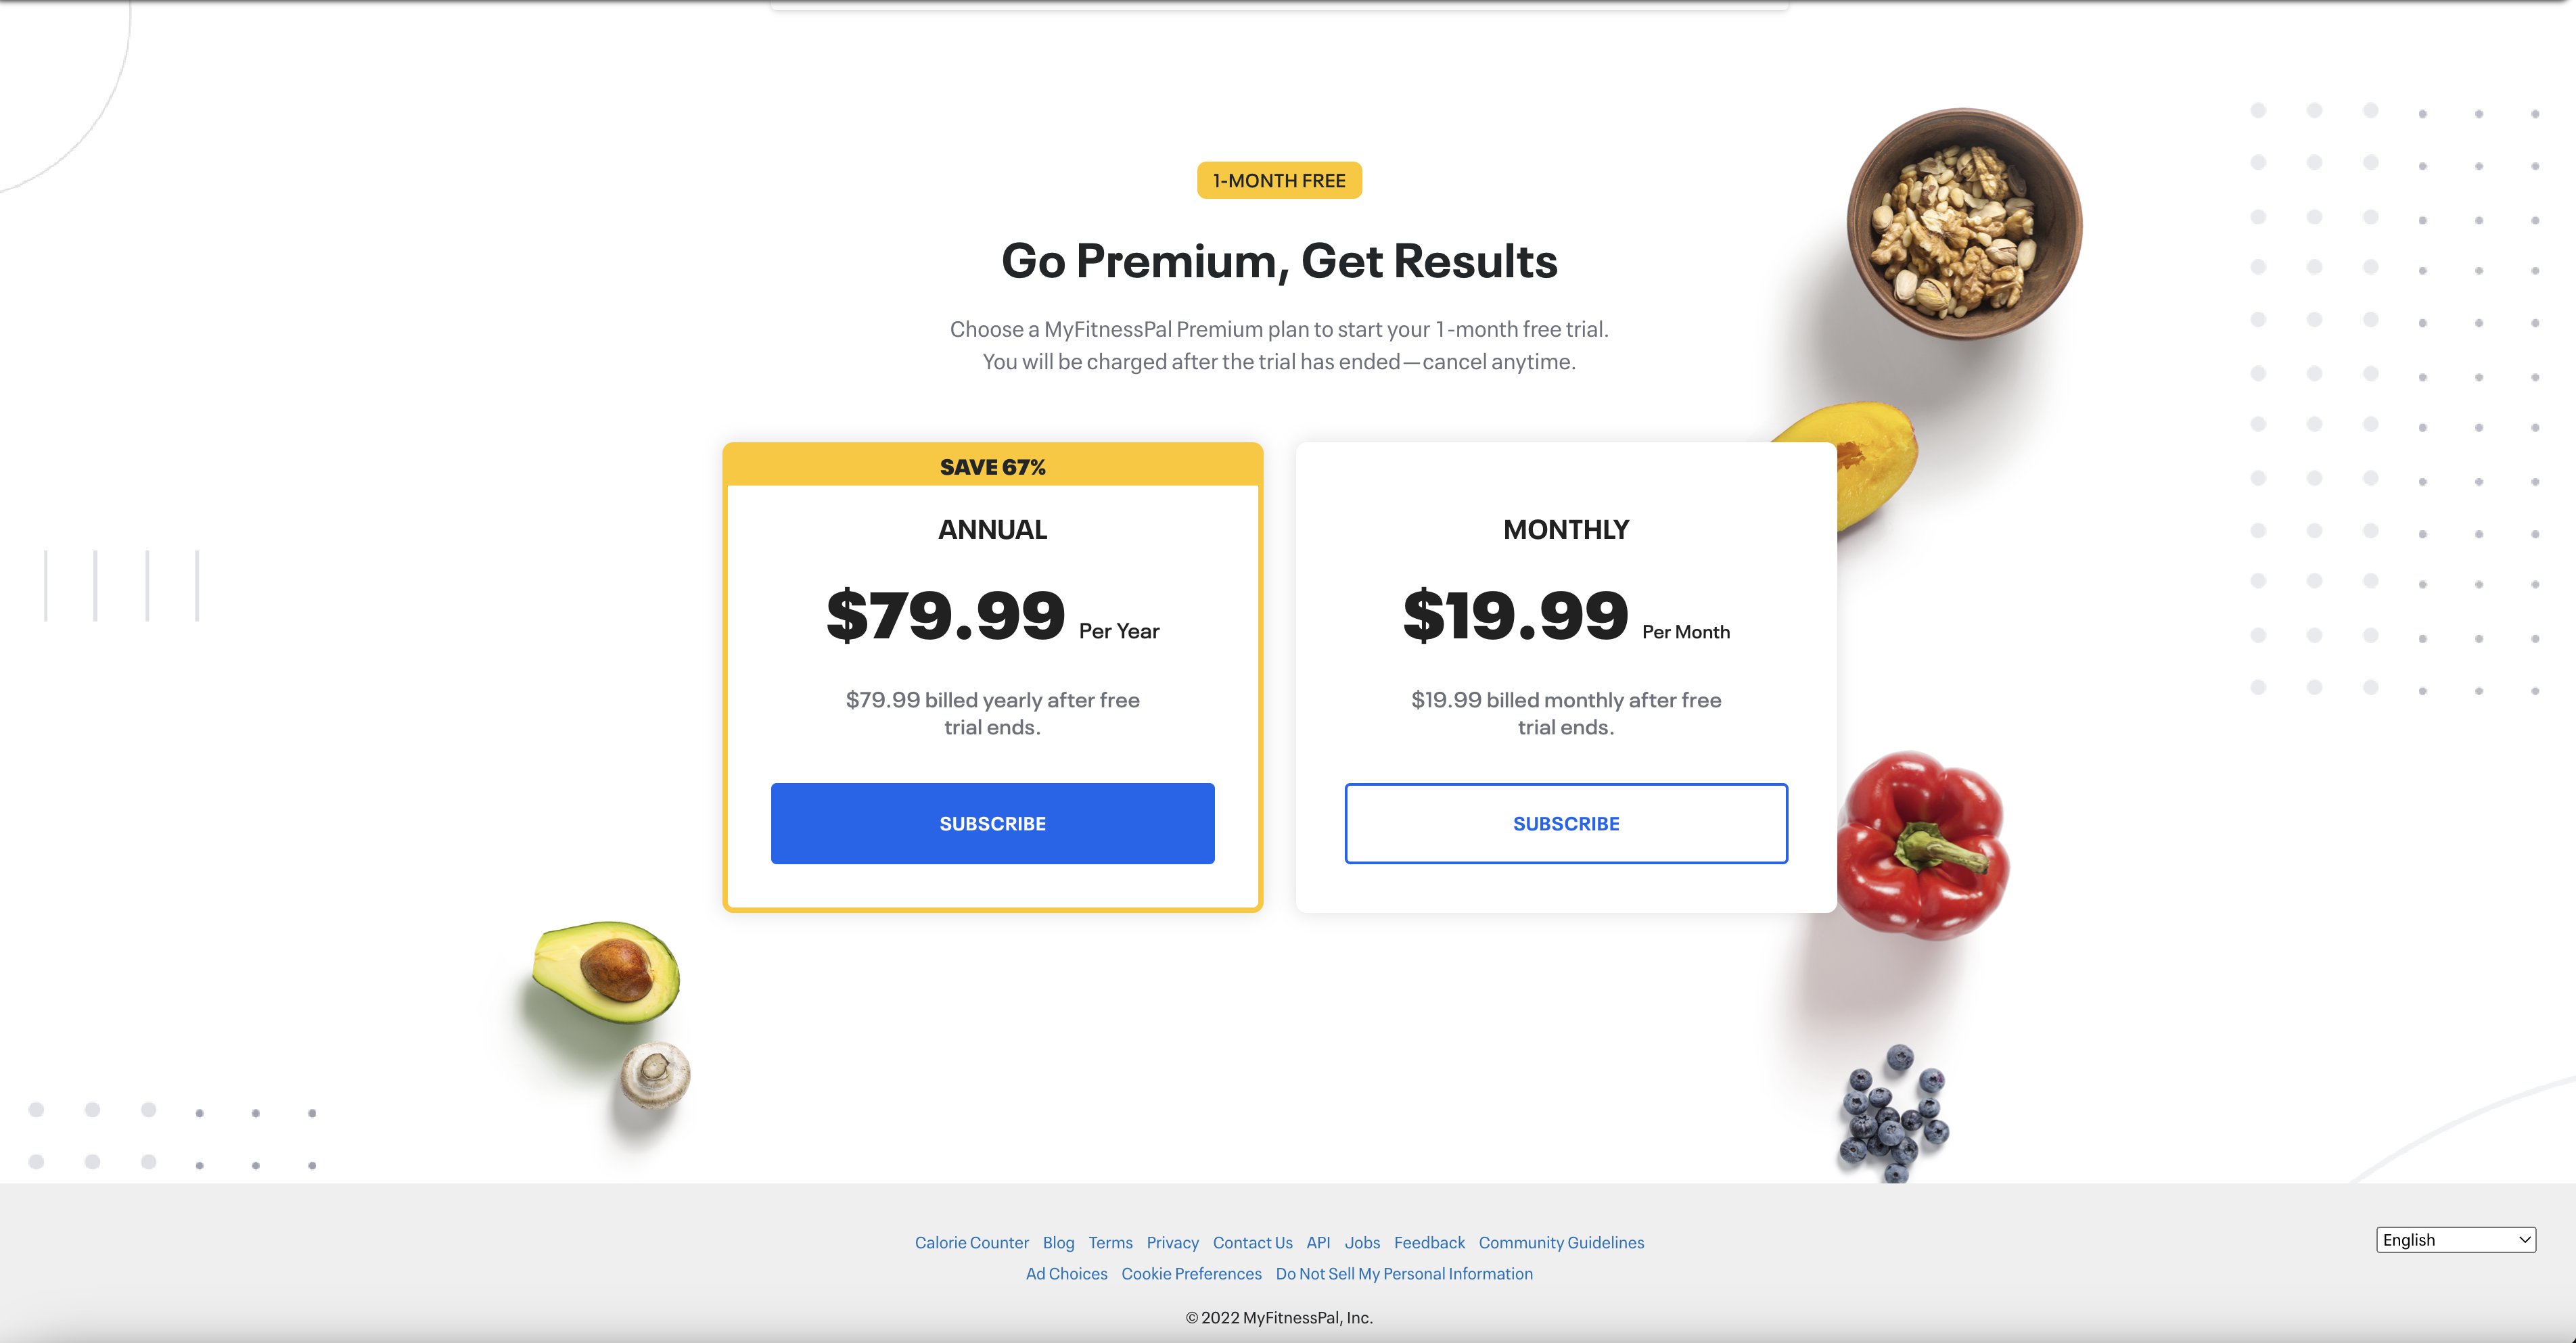 1-MONTH FREE
Go Premium, Get Results
Choose a MyFitnessPal Premium plan to start your 1-month free trial.
You will be charged after the trial has ended—cancel anytime.
SAVE 67%
ANNUAL
$79.99 Per Year
$79.99 billed yearly after free
trial ends.
SUBSCRIBE
MONTHLY
$19.99 Per Month
$19.99 billed monthly after free
trial ends.
SUBSCRIBE
Calorie Counter Blog Terms Privacy Contact Us API Jobs Feedback Community Guidelines
Ad Choices Cookie Preferences Do Not Sell My Personal Information
English
© 2022 MyFitnessPal, Inc.